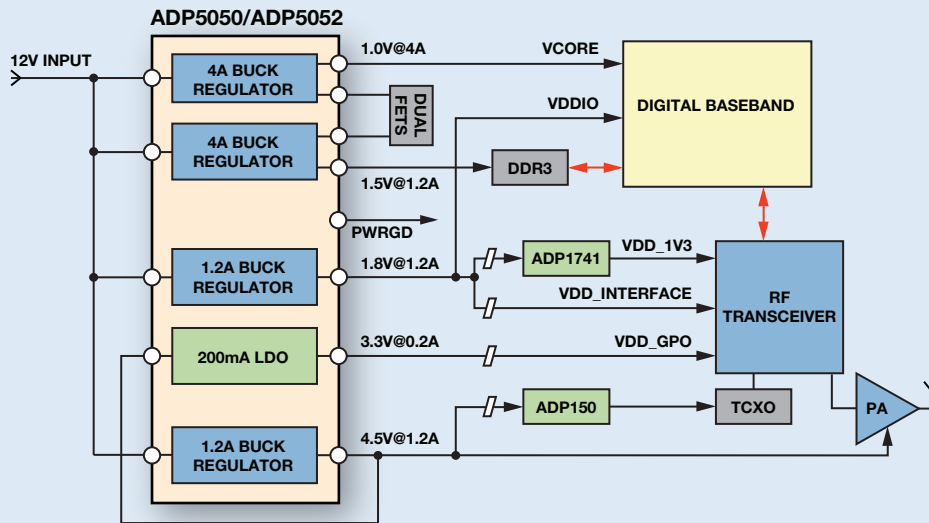 ADP5050/ADP5052
12V INPUT
4A BUCK
REGULATOR
1.0V@4A
VCORE
DUAL
FETS
DIGITAL BASEBAND
VDDIO
4A BUCK
REGULATOR
1.5V@1.2A
DDR3
PWRGD
1.2A BUCK
REGULATOR
1.8V@1.2A
ADP1741
VDD_1V3
VDD_INTERFACE
RF
TRANSCEIVER
200mA LDO
3.3V@0.2A
VDD_GPO
ADP150
TCXO
PA
1.2A BUCK
REGULATOR
4.5V@1.2A